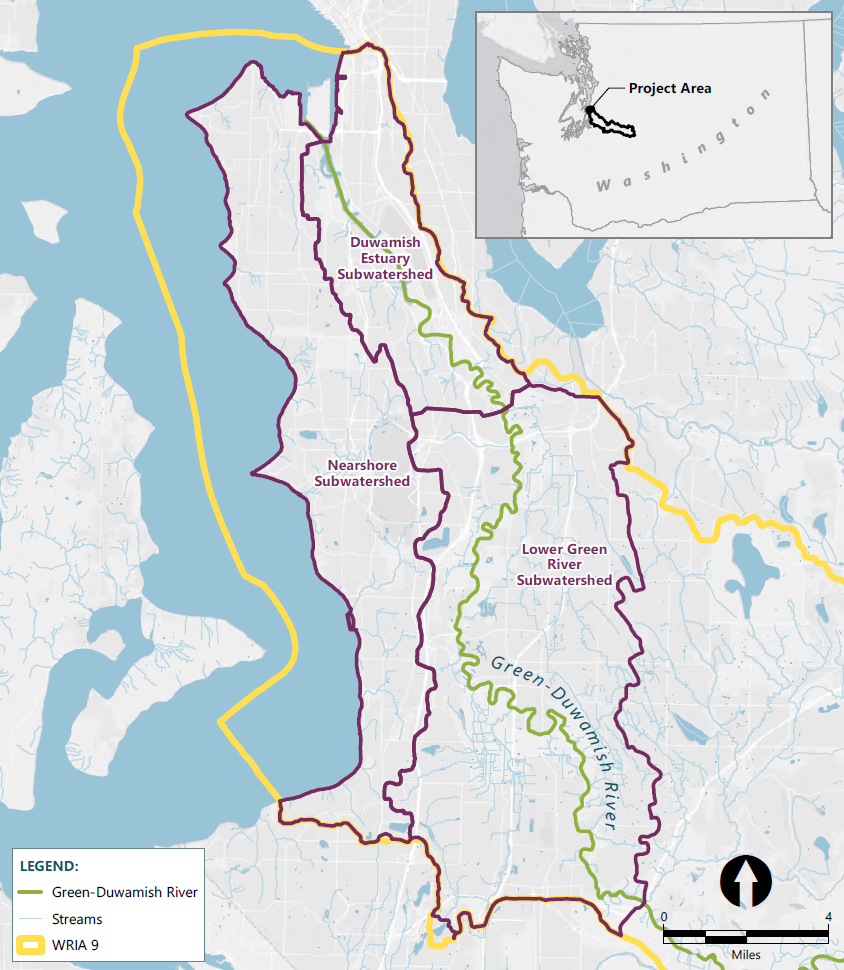 Project Area
Washington
Duwamish
Estuary
Subwatershed
Nearshore
Subwatershed
Lower Green
River
Subwatershed
Green-Duwamish River
LEGEND:
Green-Duwamish River
Streams
WRIA 9
0 4
Miles